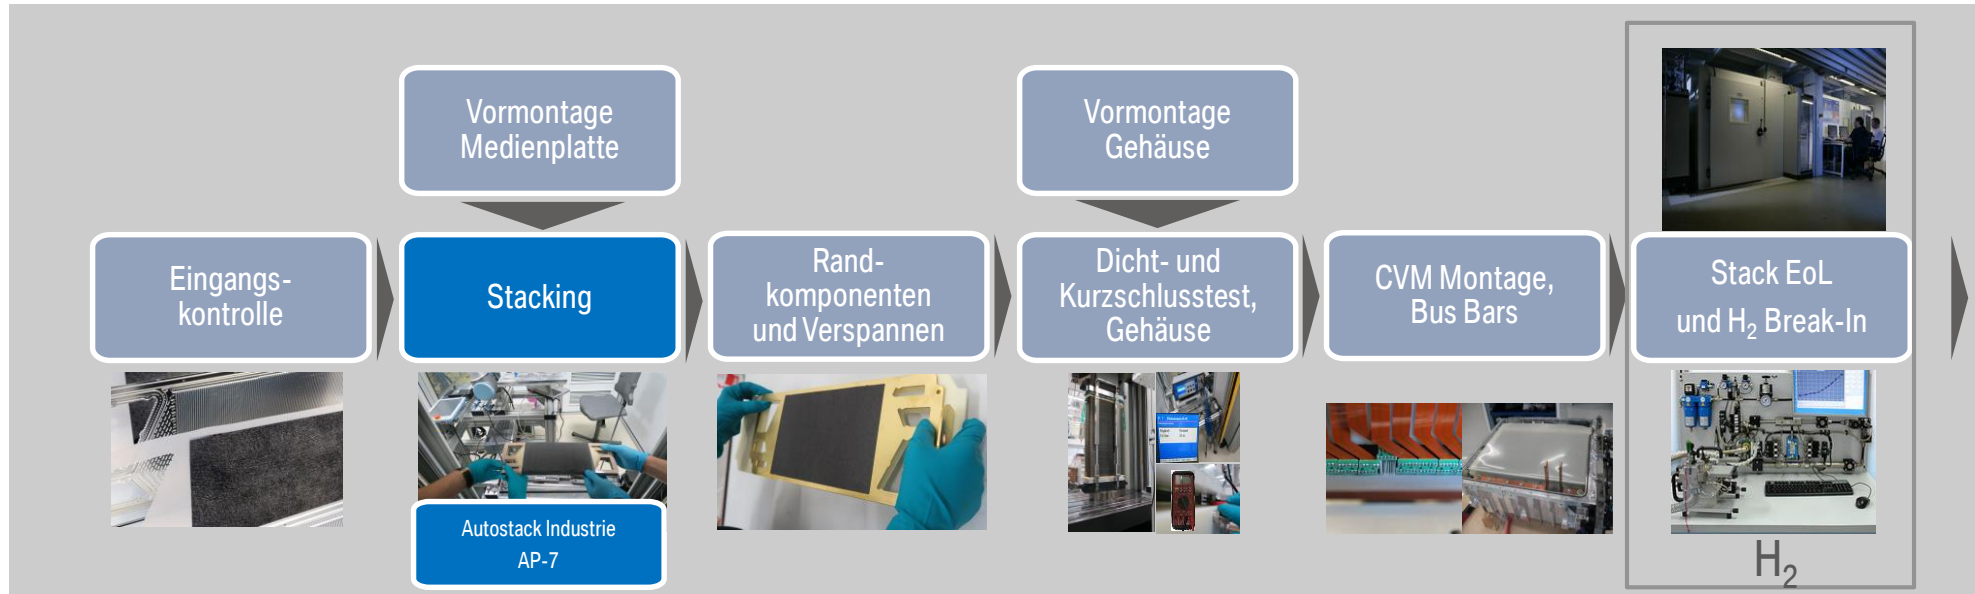 Vormontage
Medienplatte
Vormontage
Gehäuse
Eingangs-
kontrolle
Stacking
Rand-
komponenten
und Verspannen
Dicht- und
Kurzschlusstest,
Gehäuse
CVM Montage,
Bus Bars
Stack EoL
und H₂ Break-In
Autostack Industrie
AP-7
H₂